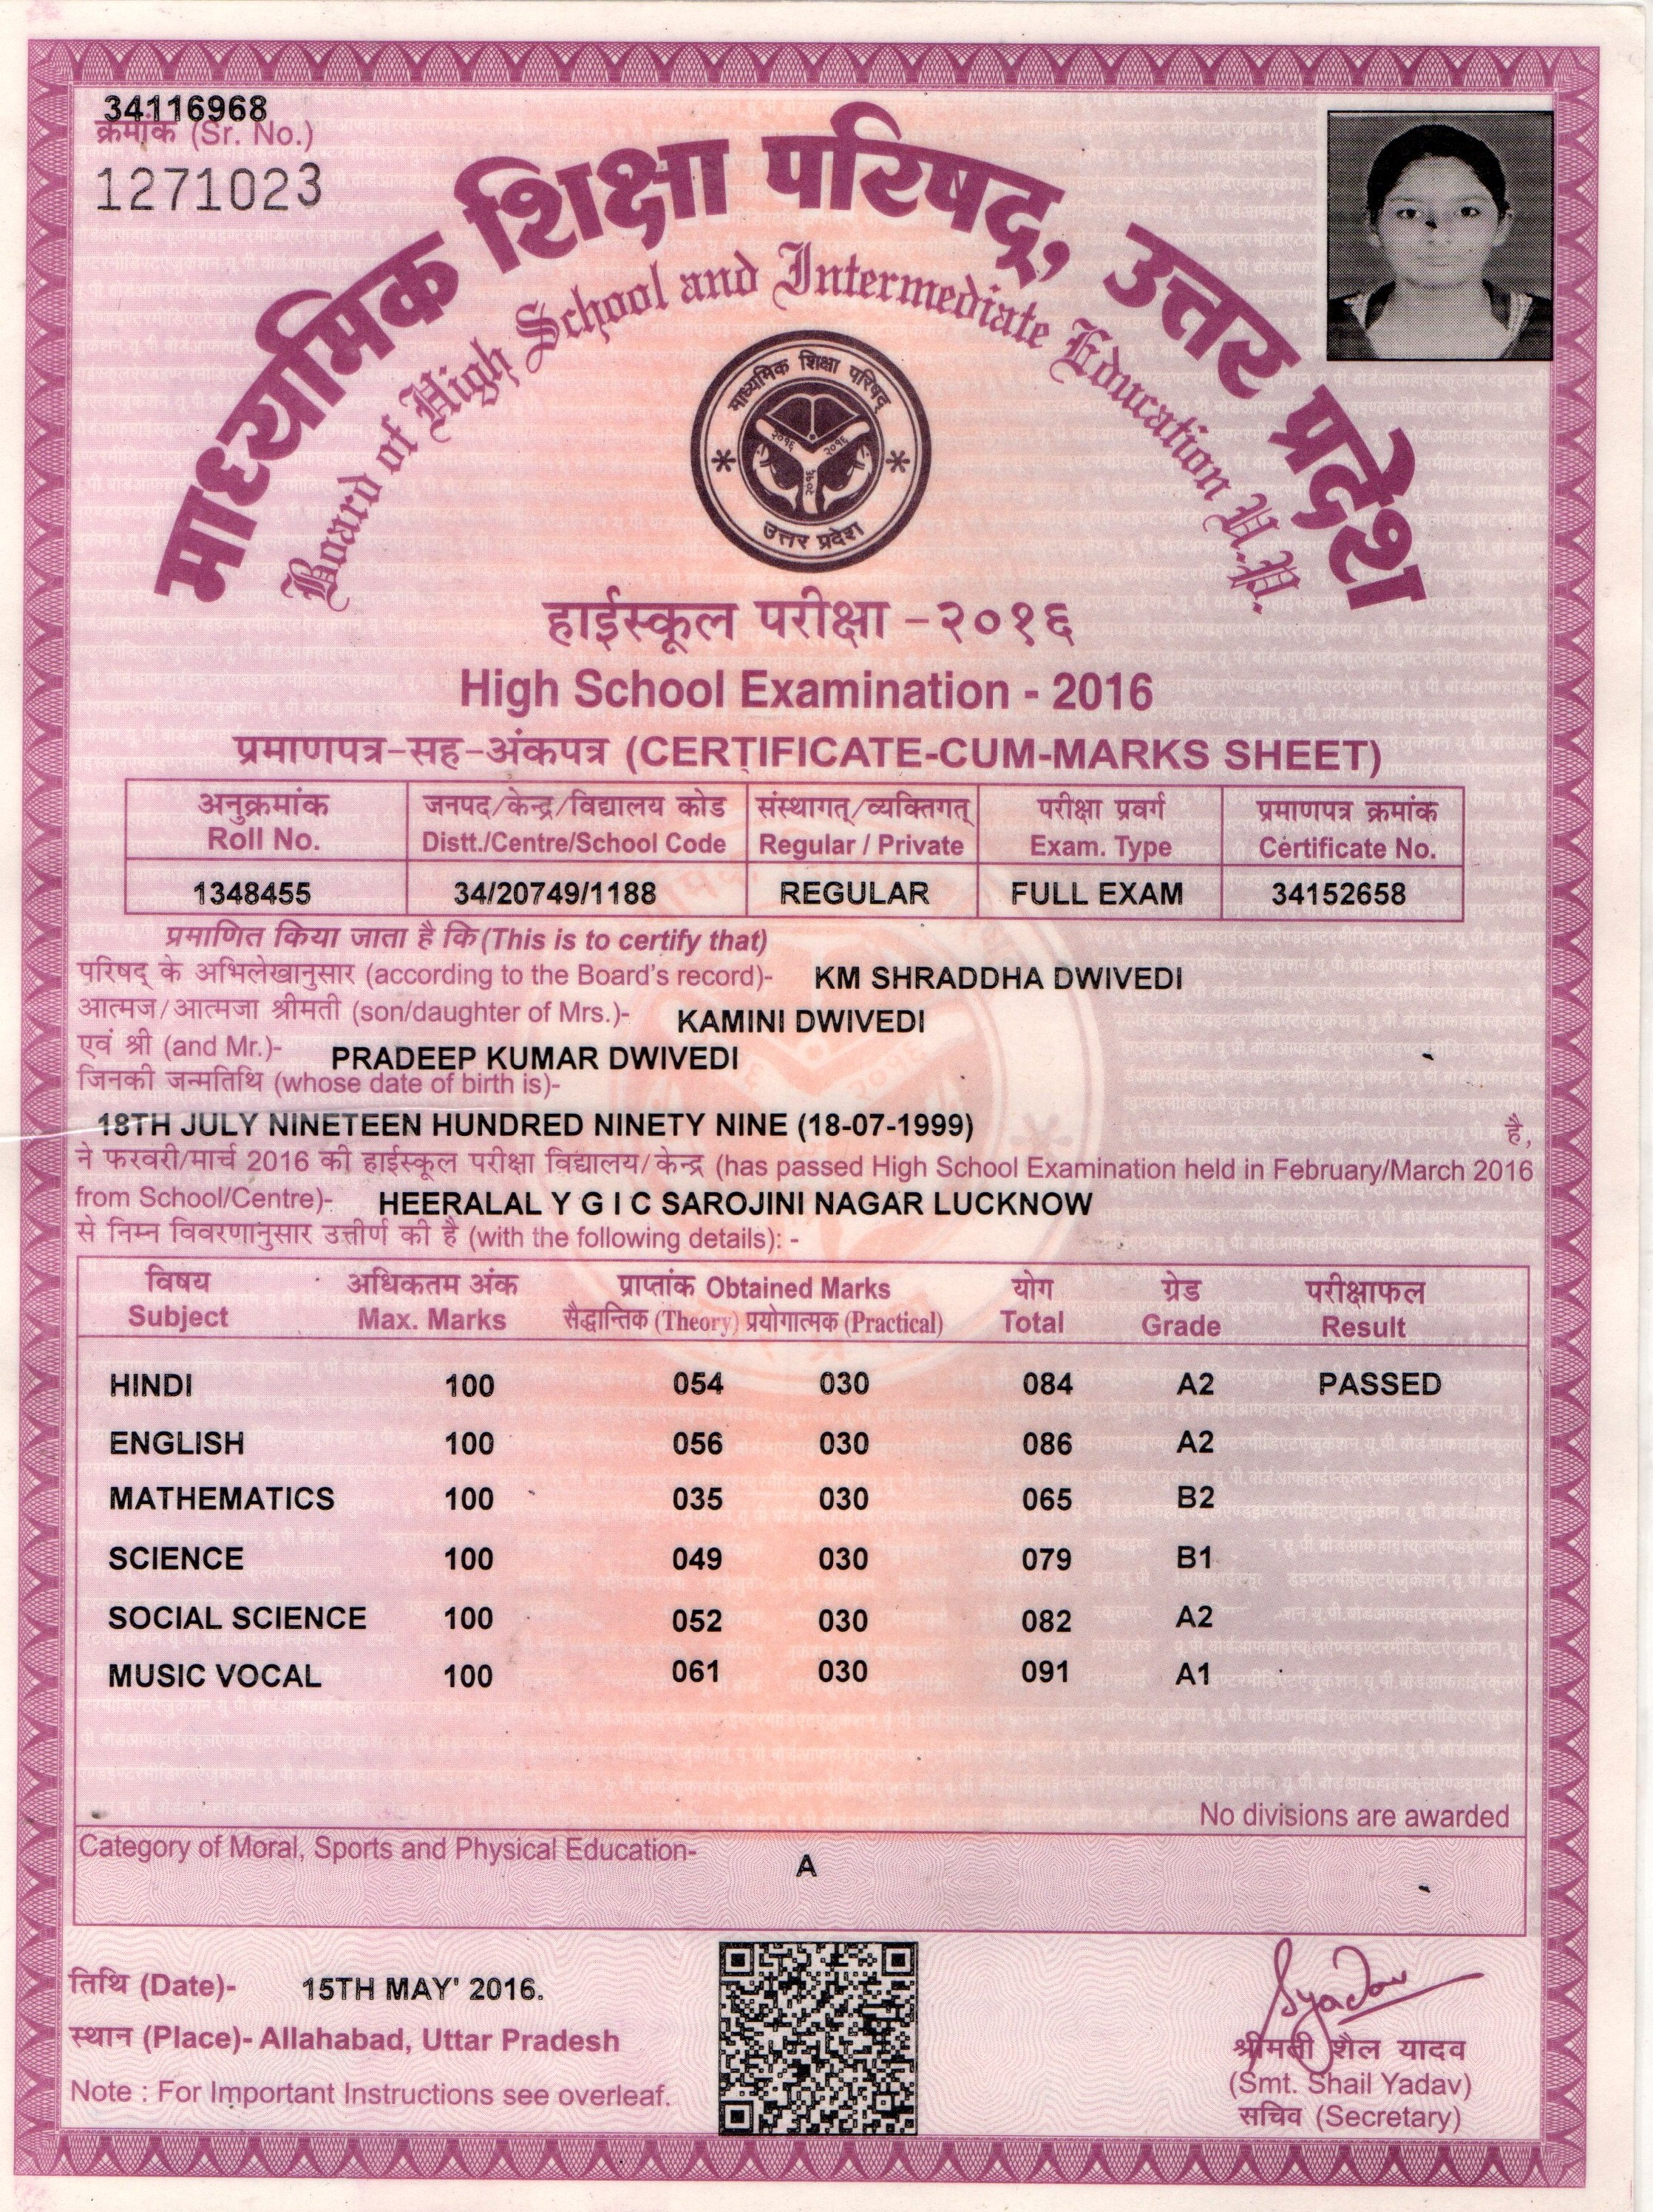 34116968
क्रमांक (Sr. No.)
1271023
माध्यमिक शिक्षा परिषद्, उत्तर प्रदेश
Board of High School and Intermediate Education U.P.
माध्यमिक शिक्षा परिषद्
२०१६ २०१६
२०१६
उत्तर प्रदेश
हाईस्कूल परीक्षा -२०१६
High School Examination - 2016
प्रमाणपत्र-सह-अंकपत्र (CERTIFICATE-CUM-MARKS SHEET)
अनुक्रमांक जनपद/केन्द्र/विद्यालय कोड संस्थागत्/व्यक्तिगत् परीक्षा प्रवर्ग प्रमाणपत्र क्रमांक
Roll No. Distt./Centre/School Code Regular / Private Exam. Type Certificate No.
1348455 34/20749/1188 REGULAR FULL EXAM 34152658
प्रमाणित किया जाता है कि (This is to certify that)
परिषद् के अभिलेखानुसार (according to the Board's record)- KM SHRADDHA DWIVEDI
आत्मज/आत्मजा श्रीमती (son/daughter of Mrs.)- KAMINI DWIVEDI
एवं श्री (and Mr.)- PRADEEP KUMAR DWIVEDI
जिनकी जन्मतिथि (whose date of birth is)-
18TH JULY NINETEEN HUNDRED NINETY NINE (18-07-1999) है,
ने फरवरी/मार्च 2016 की हाईस्कूल परीक्षा विद्यालय/केन्द्र (has passed High School Examination held in February/March 2016
from School/Centre)- HEERALAL Y G I C SAROJINI NAGAR LUCKNOW
से निम्न विवरणानुसार उत्तीर्ण की है (with the following details): -
विषय अधिकतम अंक प्राप्तांक Obtained Marks योग ग्रेड परीक्षाफल
Subject Max. Marks सैद्धान्तिक (Theory) प्रयोगात्मक (Practical) Total Grade Result
HINDI 100 054 030 084 A2 PASSED
ENGLISH 100 056 030 086 A2
MATHEMATICS 100 035 030 065 B2
SCIENCE 100 049 030 079 B1
SOCIAL SCIENCE 100 052 030 082 A2
MUSIC VOCAL 100 061 030 091 A1
No divisions are awarded
Category of Moral, Sports and Physical Education- A
तिथि (Date)- 15TH MAY' 2016.
स्थान (Place)- Allahabad, Uttar Pradesh
Note : For Important Instructions see overleaf.
Syadav
श्रीमती शैल यादव
(Smt. Shail Yadav)
सचिव (Secretary)